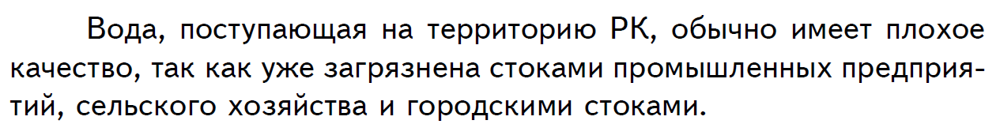 Вода, поступающая на территорию РК, обычно имеет плохое
качество, так как уже загрязнена стоками промышленных предприя-
тий, сельского хозяйства и городскими стоками.